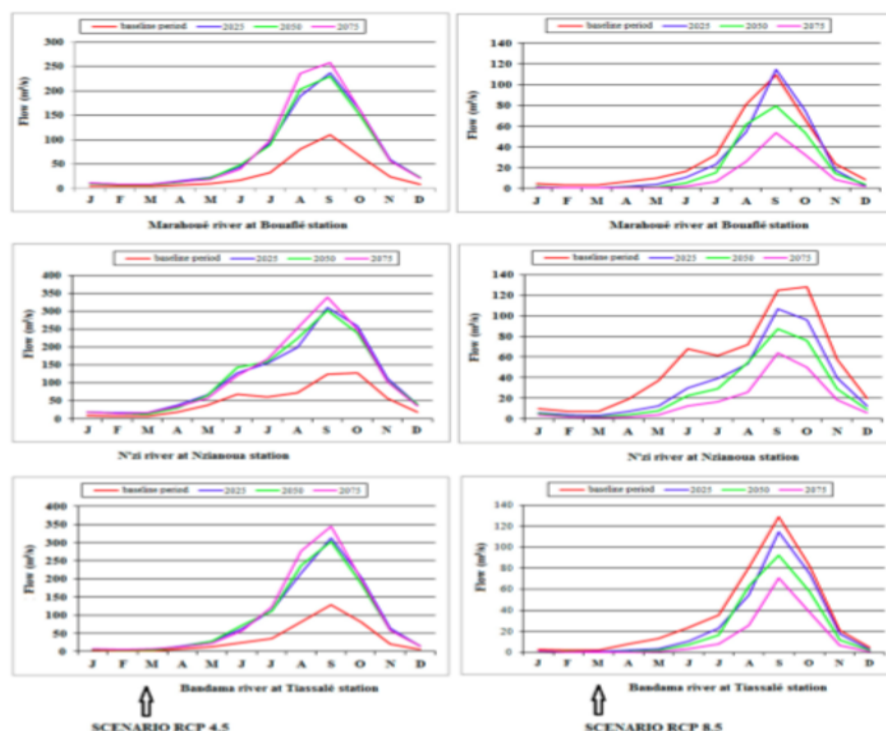 baseline period 2025 2050 2075
300
250
200
150
100
50
0
Flow (m³/s)
J F M A M J J A S O N D
Marahoué river at Bouaflé station
baseline period 2025 2050 2075
140
120
100
80
60
40
20
0
Flow (m³/s)
J F M A M J J A S O N D
Marahoué river at Bouaflé station
baseline period 2025 2050 2075
400
350
300
250
200
150
100
50
0
Flow (m³/s)
J F M A M J J A S O N D
N'zi river at Nzianoua station
baseline period 2025 2050 2075
140
120
100
80
60
40
20
0
Flow (m³/s)
J F M A M J J A S O N D
N'zi river at Nzianoua station
baseline period 2025 2050 2075
400
350
300
250
200
150
100
50
0
Flow (m³/s)
J F M A M J J A S O N D
Bandama river at Tiassalé station
baseline period 2025 2050 2075
140
120
100
80
60
40
20
0
Flow (m³/s)
J F M A M J J A S O N D
Bandama river at Tiassalé station
SCENARIO RCP 4.5
SCENARIO RCP 8.5